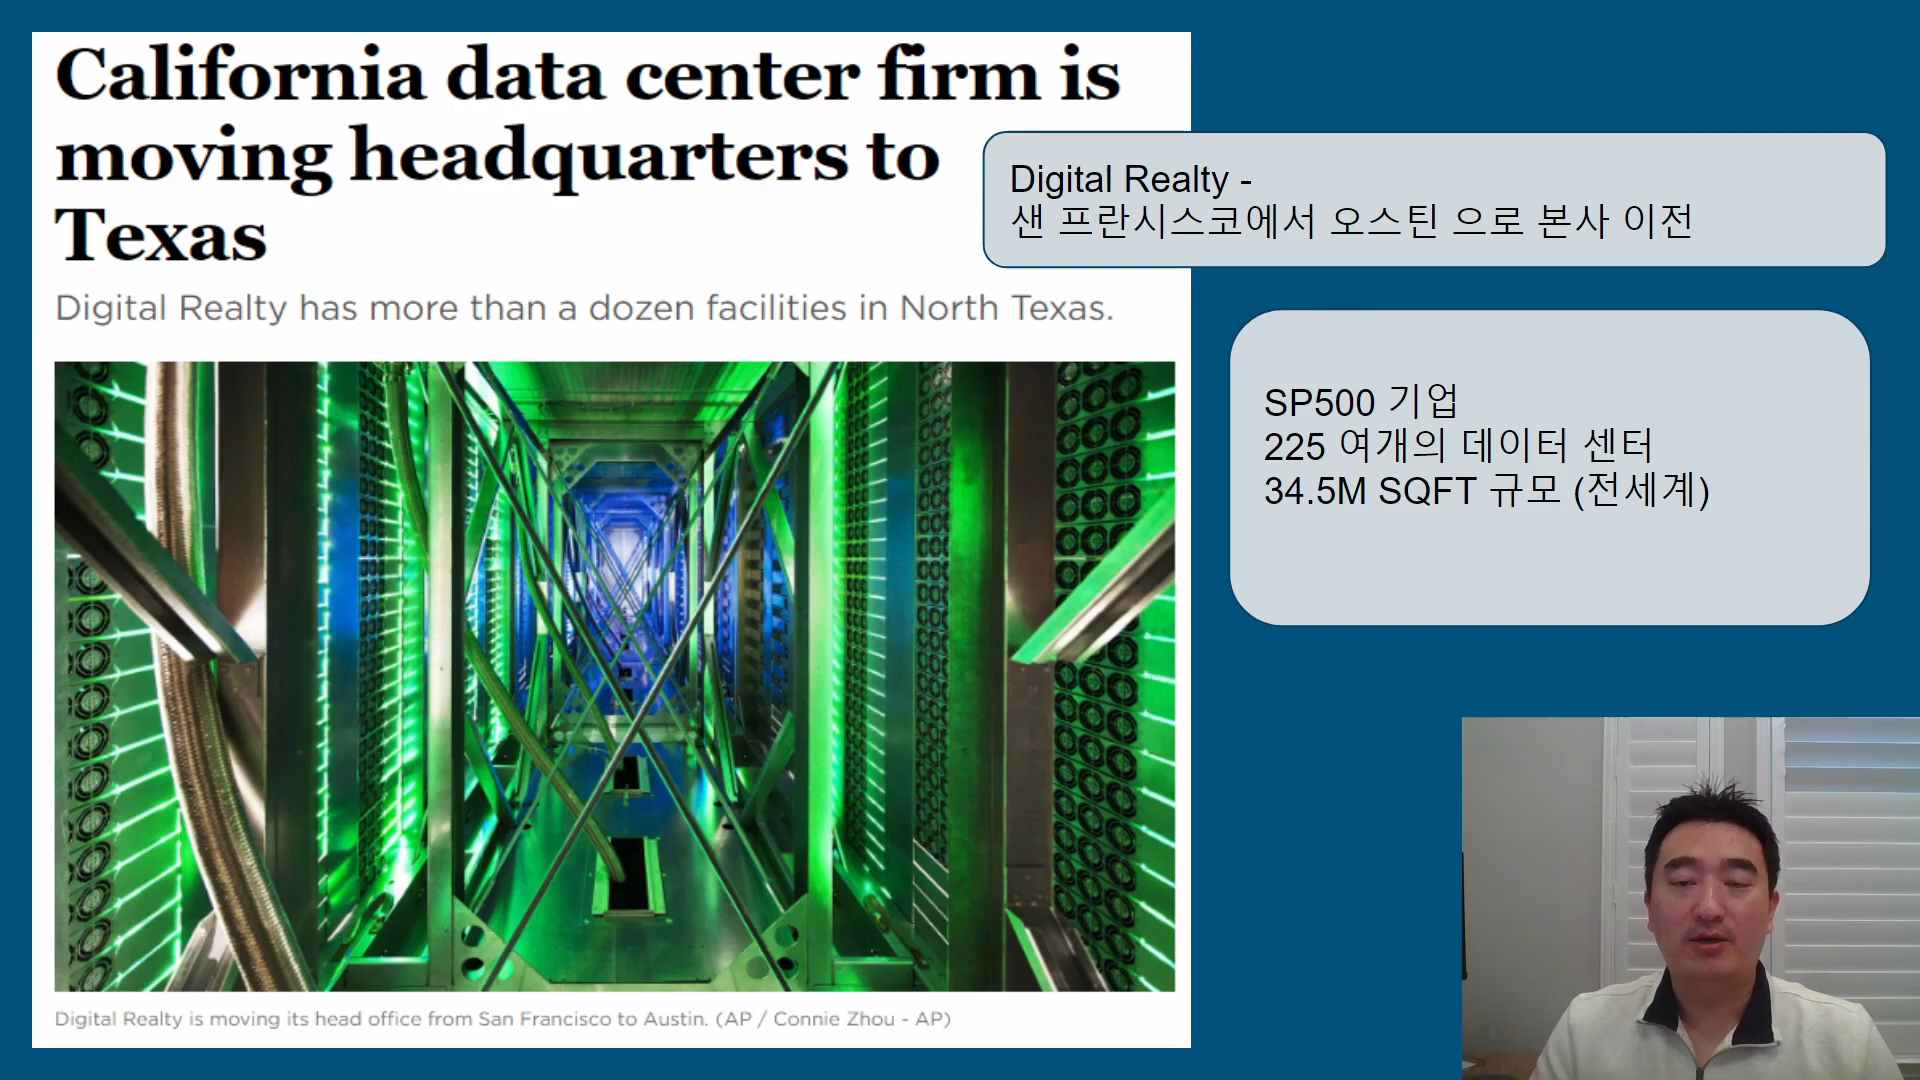 California data center firm is
moving headquarters to
Texas
Digital Realty has more than a dozen facilities in North Texas.
Digital Realty is moving its head office from San Francisco to Austin. (AP / Connie Zhou - AP)
Digital Realty -
샌 프란시스코에서 오스틴 으로 본사 이전
SP500 기업
225 여개의 데이터 센터
34.5M SQFT 규모 (전세계)